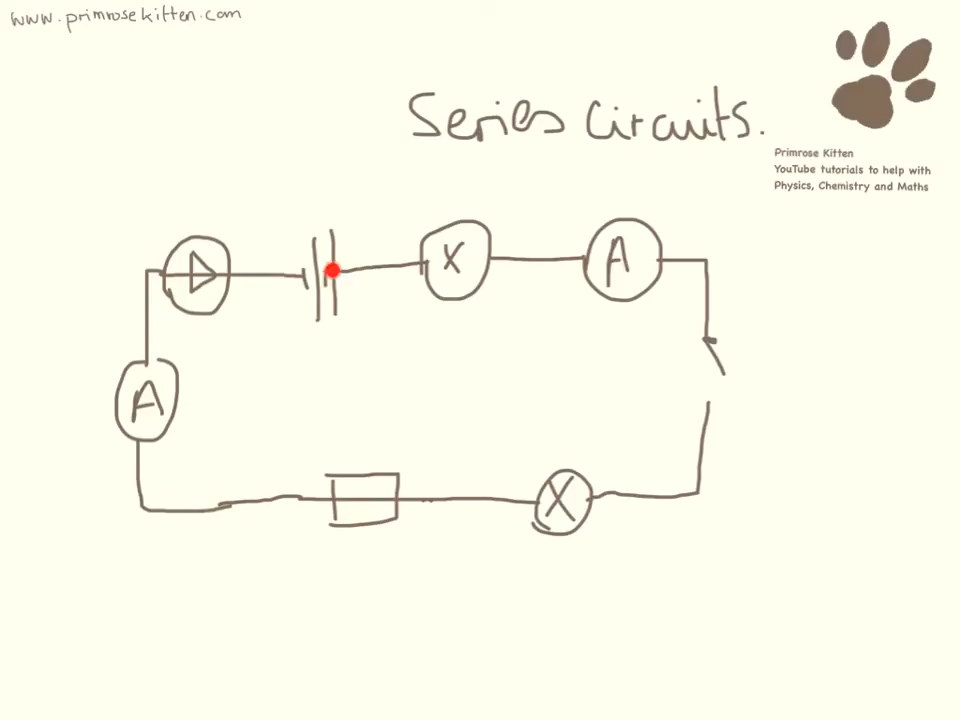 www.primrosekitten.com
Series Circuits.
Primrose Kitten
YouTube tutorials to help with
Physics, Chemistry and Maths
X
A
A
X